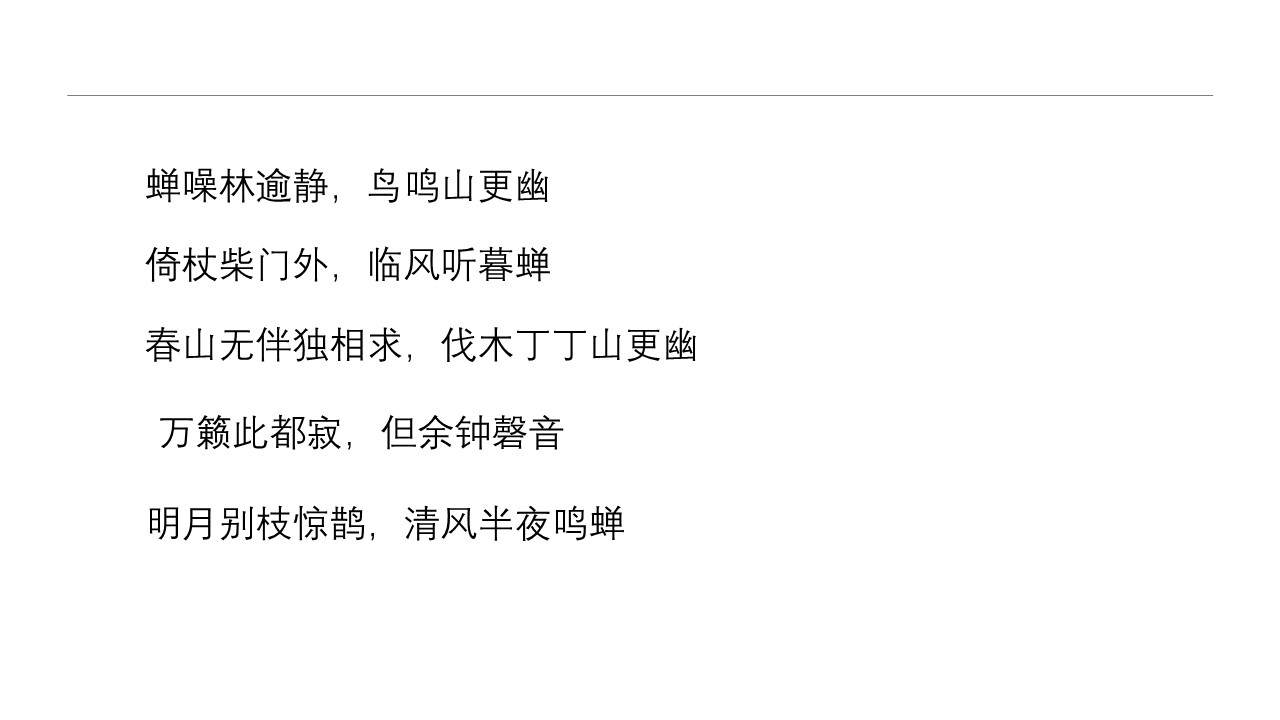 蝉噪林逾静，鸟鸣山更幽
倚杖柴门外，临风听暮蝉
春山无伴独相求，伐木丁丁山更幽
万籁此都寂，但余钟磬音
明月别枝惊鹊，清风半夜鸣蝉